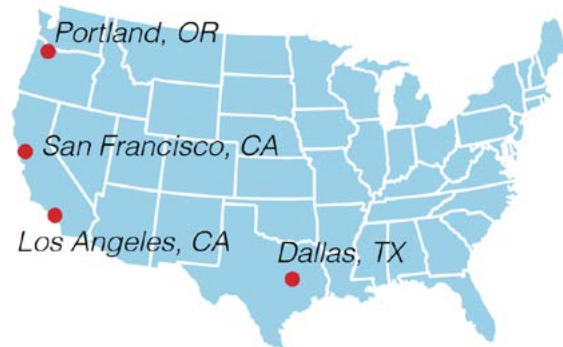 Portland, OR
San Francisco, CA
Los Angeles, CA
Dallas, TX